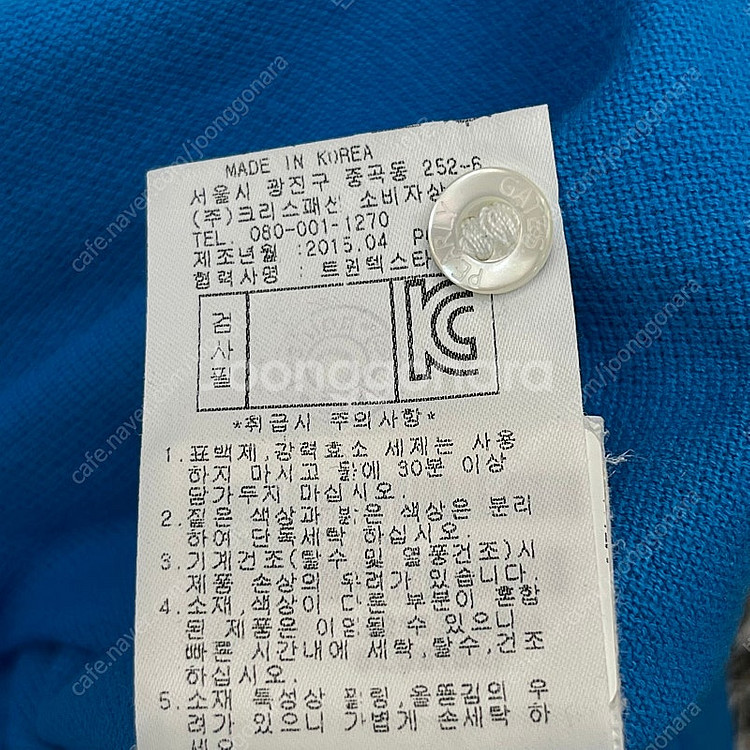 MADE IN KOREA
서울시 광진구 중곡동 252-6
(주)크리스패션 소비자상
TEL. 080-001-1270
제조년월 :2015.04 P
협력사명 : 트윈텍스타
PEARLY GATES
검사필
*취급시 주의사항*
1. 표백제,강력효소 세제는 사용
하지 마시고 물에 30분 이상
담가두지 마십시오.
2. 짙은 색상과 밝은 색상은 분리
하여 단독세탁 하십시오.
3. 기계건조(탈수 및 열풍건조)시
제품 손상의 우려가 있습니다.
4. 소재,색상이 다른 부분이 혼합
된 제품은 이염될 수 있으니
빠른 시간내에 세탁,탈수,건조
하십시오.
5. 소재 특성상 필링,올뜯김의 우
려가 있으니 가볍게 손세탁 하
joonggonara
cafe.naver.com/joonggonara